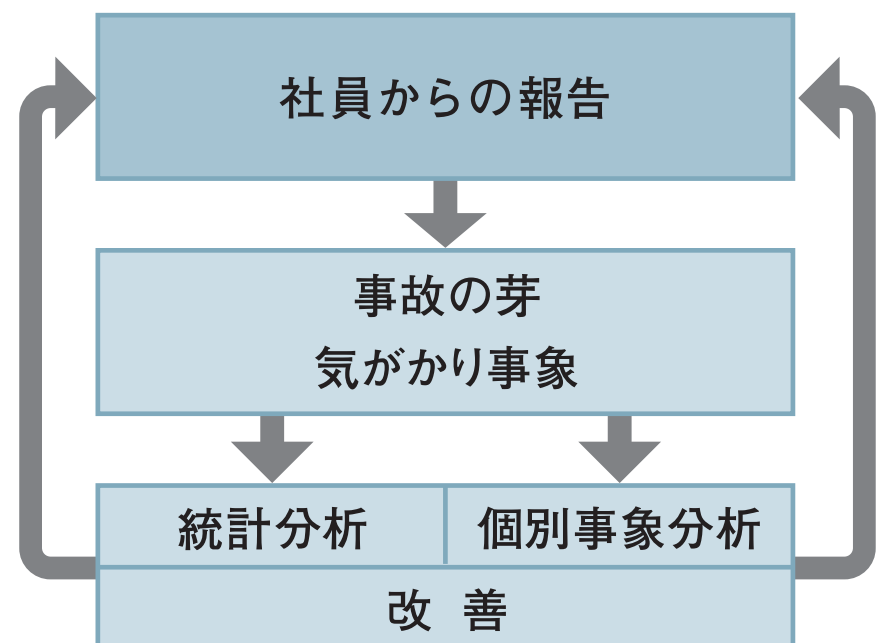 社員からの報告
事故の芽
気がかり事象
統計分析
個別事象分析
改 善